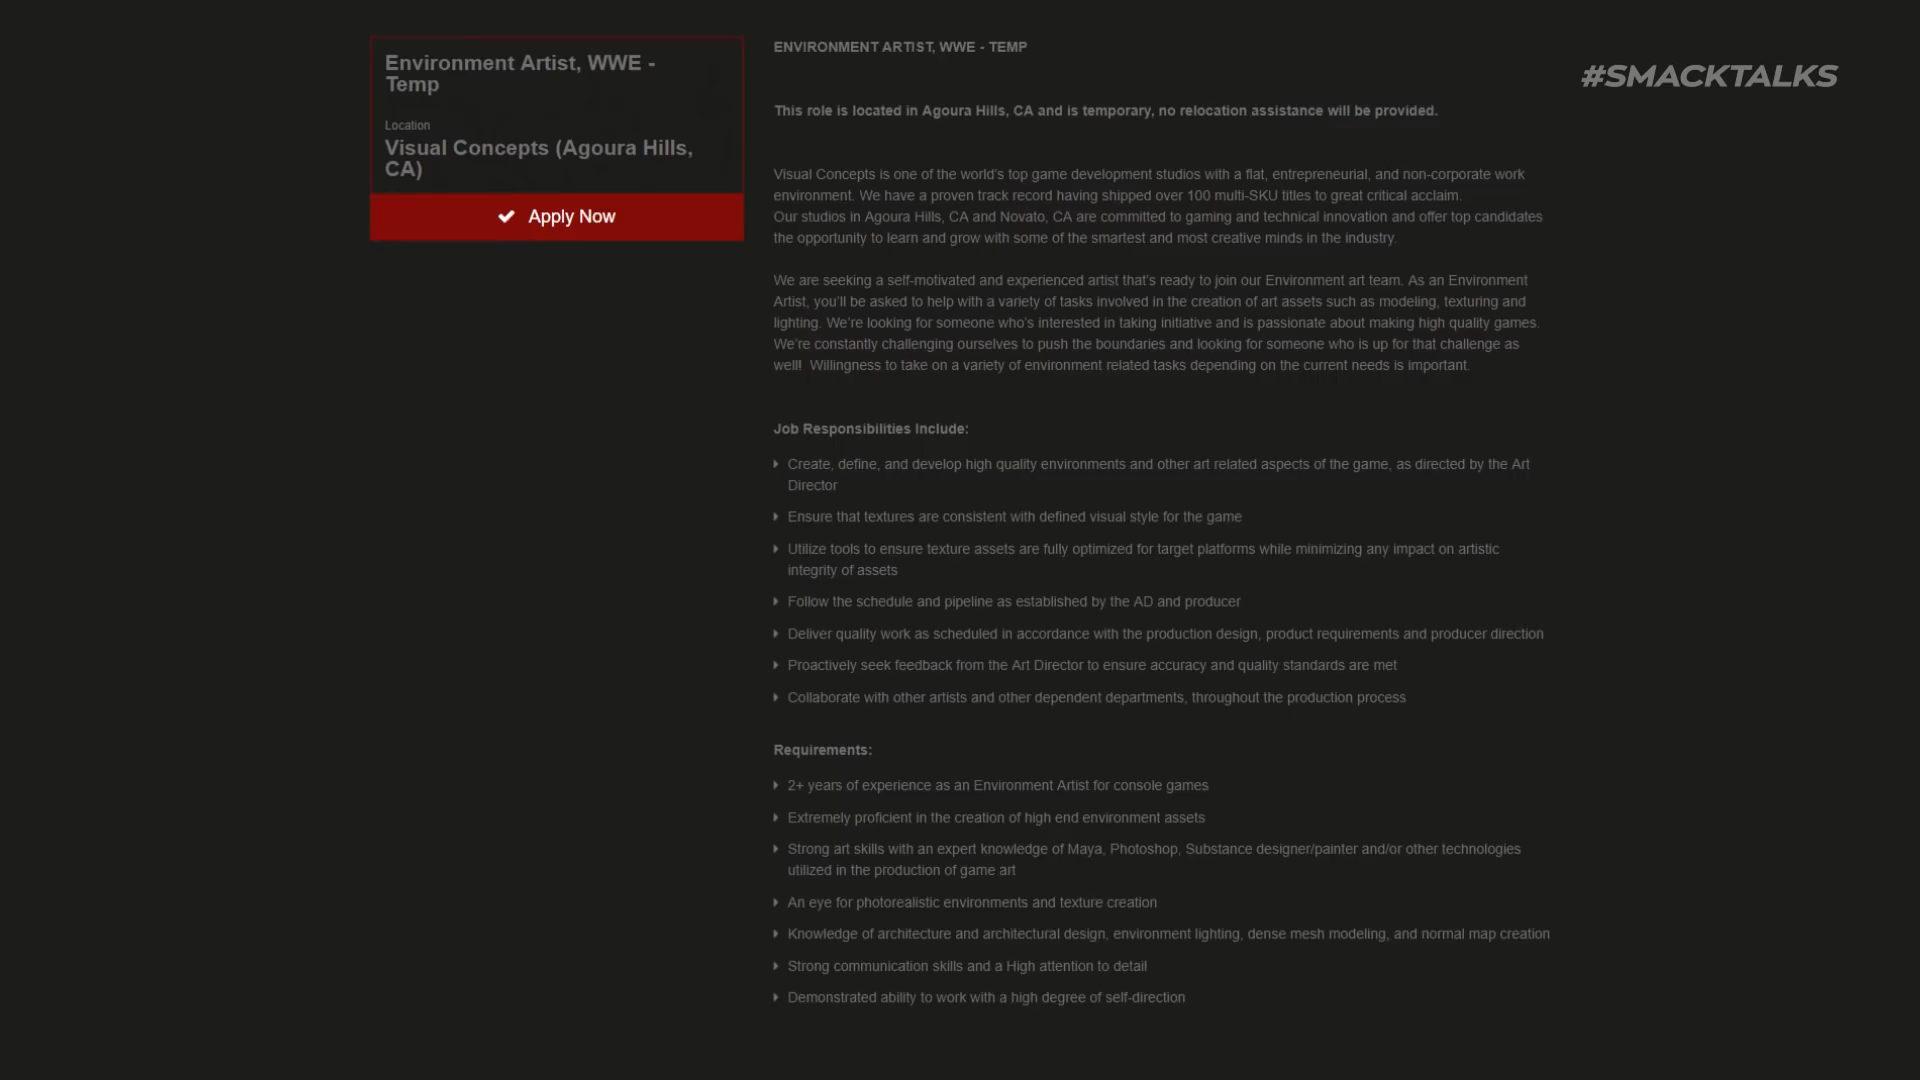 Environment Artist, WWE -
Temp
Location
Visual Concepts (Agoura Hills,
CA)
Apply Now
#SMACKTALKS
ENVIRONMENT ARTIST, WWE - TEMP
This role is located in Agoura Hills, CA and is temporary, no relocation assistance will be provided.
Visual Concepts is one of the world's top game development studios with a flat, entrepreneurial, and non-corporate work
environment. We have a proven track record having shipped over 100 multi-SKU titles to great critical acclaim.
Our studios in Agoura Hills, CA and Novato, CA are committed to gaming and technical innovation and offer top candidates
the opportunity to learn and grow with some of the smartest and most creative minds in the industry.
We are seeking a self-motivated and experienced artist that's ready to join our Environment art team. As an Environment
Artist, you'll be asked to help with a variety of tasks involved in the creation of art assets such as modeling, texturing and
lighting. We're looking for someone who's interested in taking initiative and is passionate about making high quality games.
We're constantly challenging ourselves to push the boundaries and looking for someone who is up for that challenge as
well!  Willingness to take on a variety of environment related tasks depending on the current needs is important.
Job Responsibilities Include:
Create, define, and develop high quality environments and other art related aspects of the game, as directed by the Art
Director
Ensure that textures are consistent with defined visual style for the game
Utilize tools to ensure texture assets are fully optimized for target platforms while minimizing any impact on artistic
integrity of assets
Follow the schedule and pipeline as established by the AD and producer
Deliver quality work as scheduled in accordance with the production design, product requirements and producer direction
Proactively seek feedback from the Art Director to ensure accuracy and quality standards are met
Collaborate with other artists and other dependent departments, throughout the production process
Requirements:
2+ years of experience as an Environment Artist for console games
Extremely proficient in the creation of high end environment assets
Strong art skills with an expert knowledge of Maya, Photoshop, Substance designer/painter and/or other technologies
utilized in the production of game art
An eye for photorealistic environments and texture creation
Knowledge of architecture and architectural design, environment lighting, dense mesh modeling, and normal map creation
Strong communication skills and a High attention to detail
Demonstrated ability to work with a high degree of self-direction